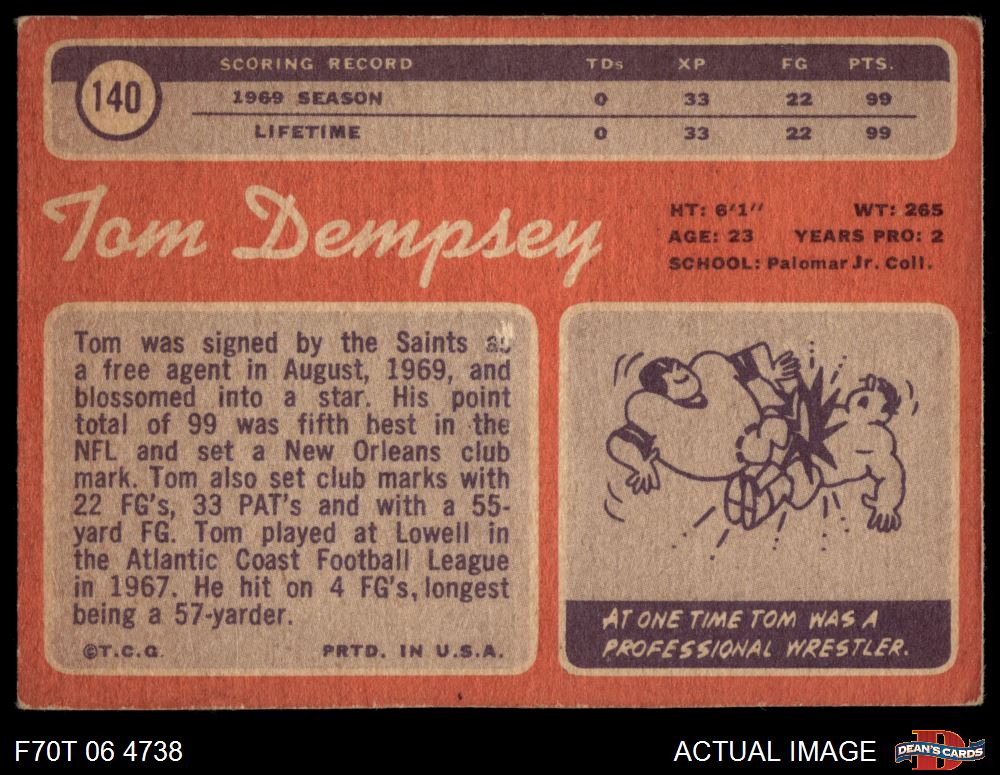 140
SCORING RECORD TDs XP FG PTS.
1969 SEASON 0 33 22 99
LIFETIME 0 33 22 99
Tom Dempsey
HT: 6'1" WT: 265
AGE: 23 YEARS PRO: 2
SCHOOL: Palomar Jr. Coll.
Tom was signed by the Saints as
a free agent in August, 1969, and
blossomed into a star. His point
total of 99 was fifth best in the
NFL and set a New Orleans club
mark. Tom also set club marks with
22 FG's, 33 PAT's and with a 55-
yard FG. Tom played at Lowell in
the Atlantic Coast Football League
in 1967. He hit on 4 FG's, longest
being a 57-yarder.
©T.C.G. PRTD. IN U.S.A.
AT ONE TIME TOM WAS A
PROFESSIONAL WRESTLER.
F70T 06 4738
ACTUAL IMAGE
D
DEAN'S CARDS